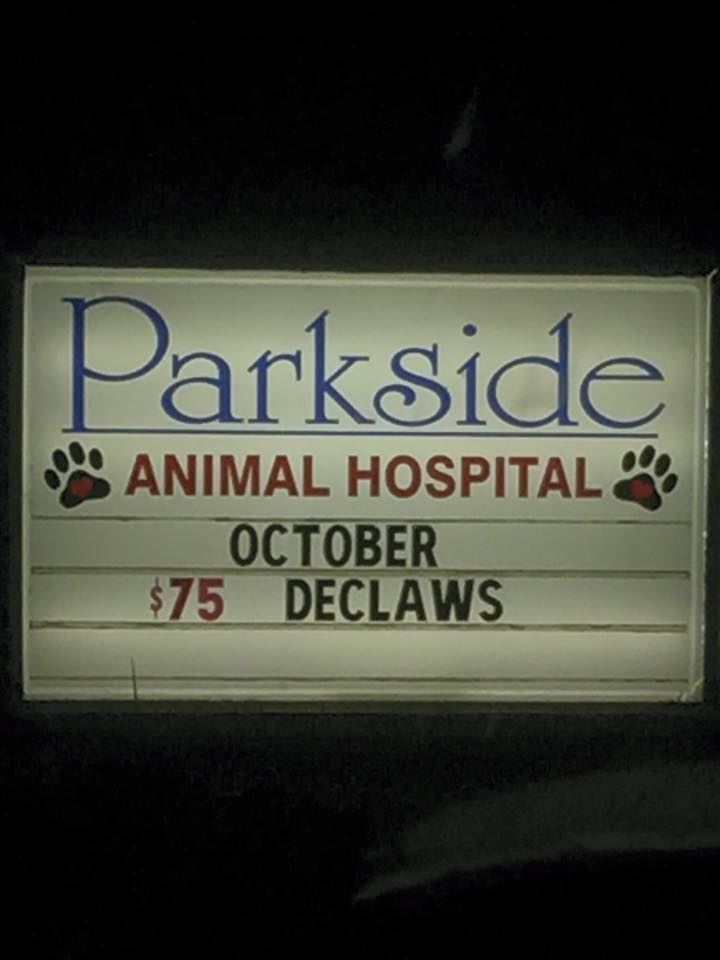 Parkside
ANIMAL HOSPITAL
OCTOBER
$75 DECLAWS